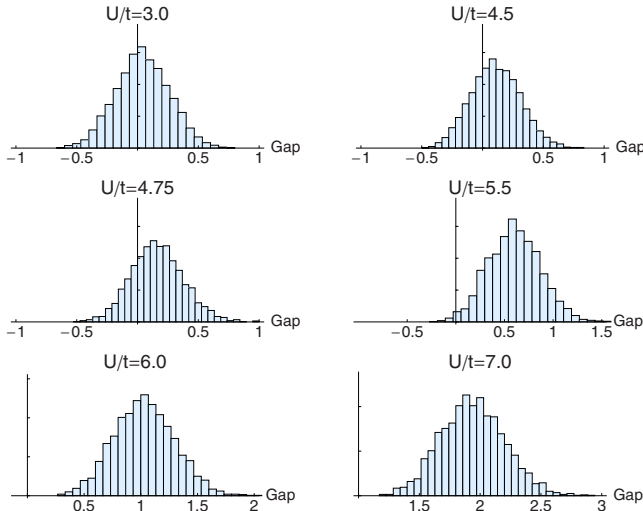 U/t=3.0
U/t=4.5
−1 −0.5 0.5 1 Gap
−1 −0.5 0.5 1 Gap
U/t=4.75
U/t=5.5
−1 −0.5 0.5 1 Gap
−0.5 0.5 1 1.5 Gap
U/t=6.0
U/t=7.0
0.5 1 1.5 2 Gap
1.5 2 2.5 3 Gap